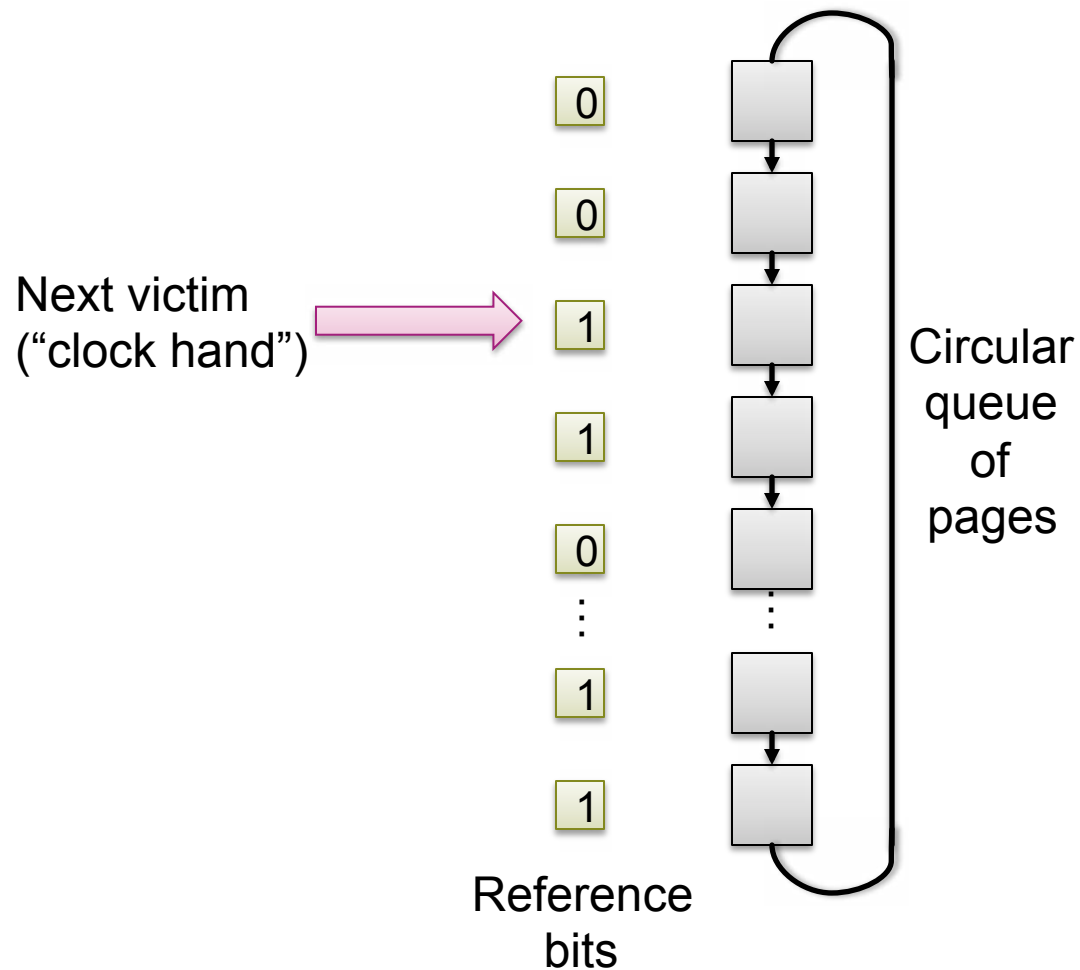 0
0
Next victim
(“clock hand”)
1
1
0
⋮
1
1
Circular
queue
of
pages
⋮
Reference
bits